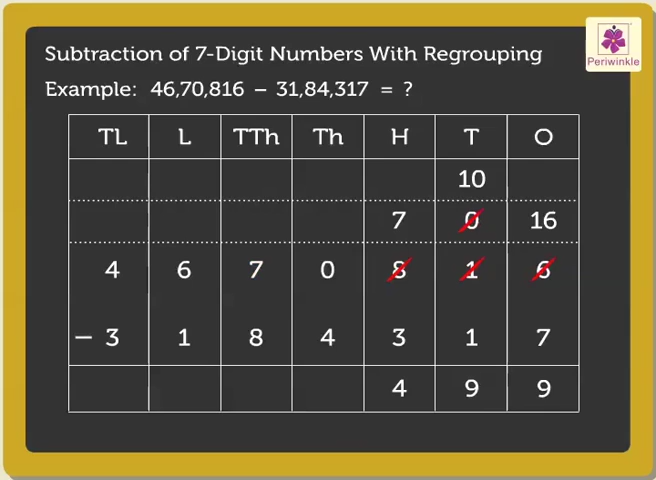 Subtraction of 7-Digit Numbers With Regrouping
Periwinkle
Example: 46,70,816 – 31,84,317 = ?
TL L TTh Th H T O
10
7 0 16
4 6 7 0 8 1 6
– 3 1 8 4 3 1 7
4 9 9